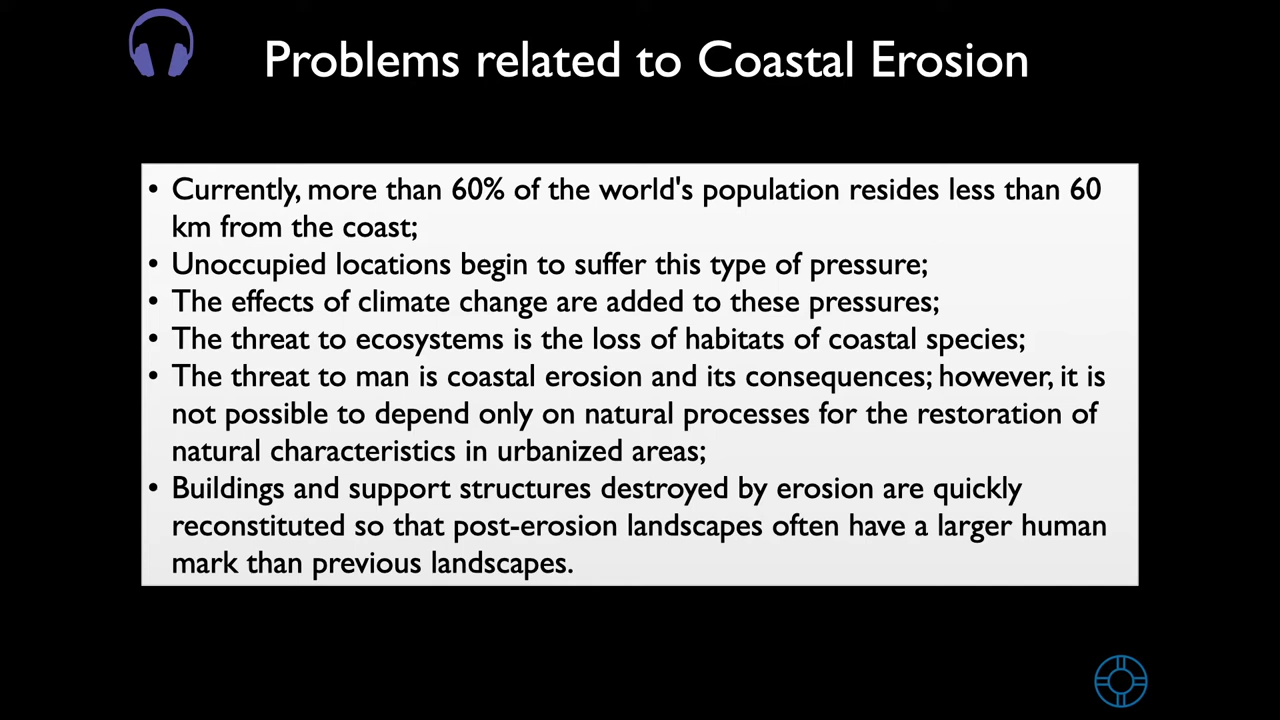 Problems related to Coastal Erosion
• Currently, more than 60% of the world's population resides less than 60
km from the coast;
• Unoccupied locations begin to suffer this type of pressure;
• The effects of climate change are added to these pressures;
• The threat to ecosystems is the loss of habitats of coastal species;
• The threat to man is coastal erosion and its consequences; however, it is
not possible to depend only on natural processes for the restoration of
natural characteristics in urbanized areas;
• Buildings and support structures destroyed by erosion are quickly
reconstituted so that post-erosion landscapes often have a larger human
mark than previous landscapes.